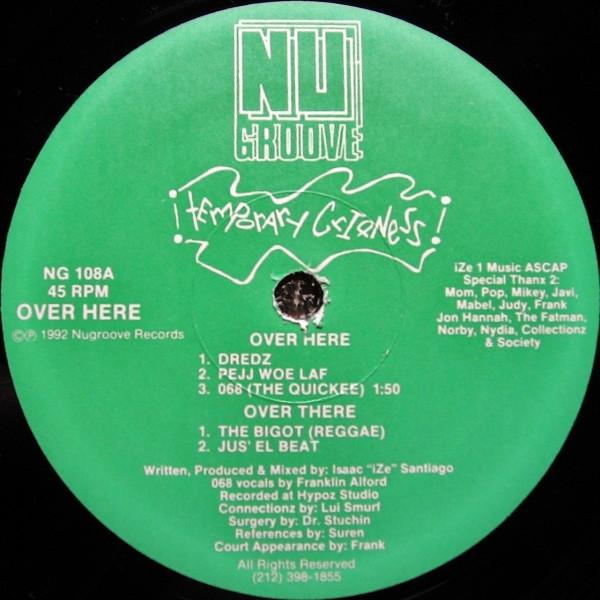 NU
GROOVE
¡temporary CrIoNess!
NG 108A
45 RPM
OVER HERE
©℗ 1992 Nugroove Records
iZe 1 Music ASCAP
Special Thanx 2:
Mom, Pop, Mikey, Javi,
Mabel, Judy, Frank
Jon Hannah, The Fatman,
Norby, Nydia, Collectionz
& Society
OVER HERE
1. DREDZ
2. PEJJ WOE LAF
3. 068 (THE QUICKEE) 1:50
OVER THERE
1. THE BIGOT (REGGAE)
2. JUS' EL BEAT
Written, Produced & Mixed by: Isaac "iZe" Santiago
068 vocals by Franklin Alford
Recorded at Hypoz Studio
Connectionz by: Lui Smurf
Surgery by: Dr. Stuchin
References by: Suren
Court Appearance by: Frank
All Rights Reserved
(212) 398-1855